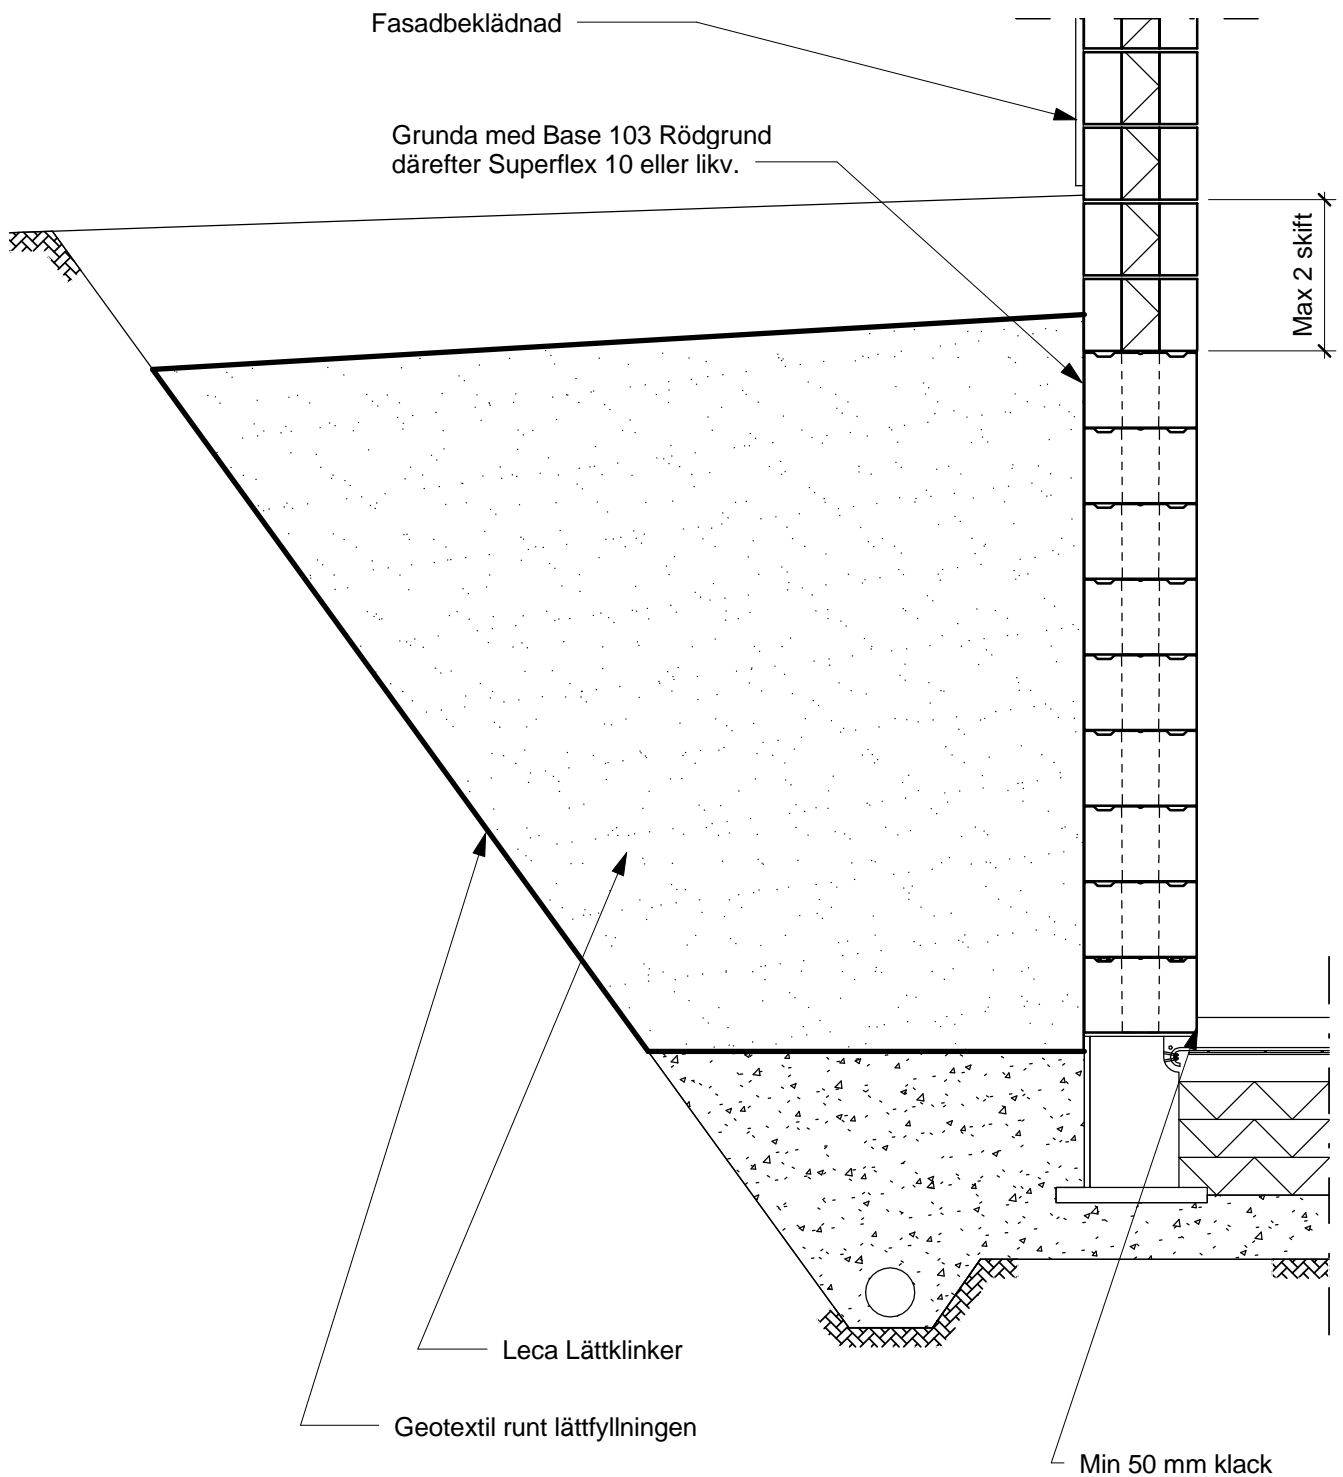 Fasadbeklädnad
Grunda med Base 103 Rödgrund
därefter Superflex 10 eller likv.
Max 2 skift
Leca Lättklinker
Geotextil runt lättfyllningen
Min 50 mm klack